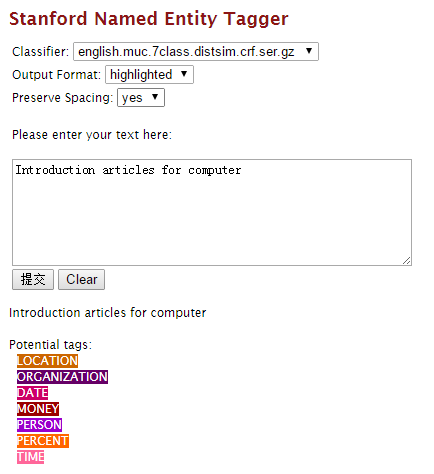 Stanford Named Entity Tagger
Classifier: english.muc.7class.distsim.crf.ser.gz
Output Format: highlighted
Preserve Spacing: yes
Please enter your text here:
Introduction articles for computer
提交 Clear
Introduction articles for computer
Potential tags:
LOCATION
ORGANIZATION
DATE
MONEY
PERSON
PERCENT
TIME